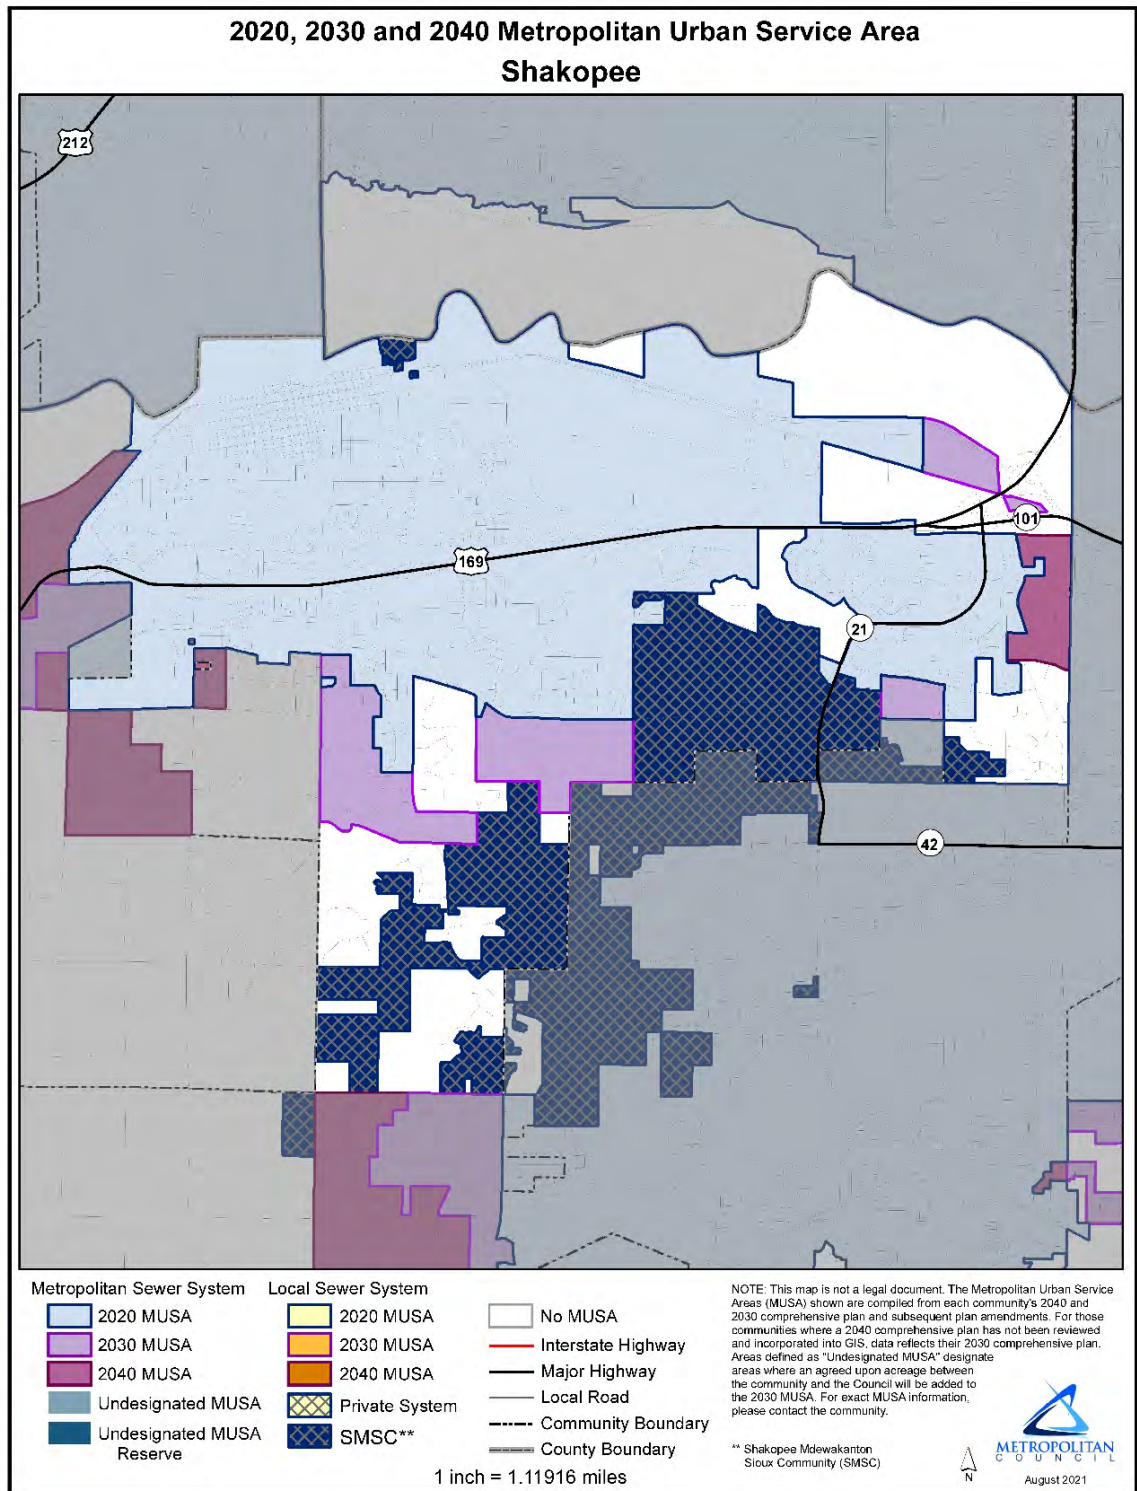 2020, 2030 and 2040 Metropolitan Urban Service Area
Shakopee
212
169
101
21
42
Metropolitan Sewer System
2020 MUSA
2030 MUSA
2040 MUSA
Undesignated MUSA
Undesignated MUSA
Reserve
Local Sewer System
2020 MUSA
2030 MUSA
2040 MUSA
Private System
SMSC**
No MUSA
Interstate Highway
Major Highway
Local Road
Community Boundary
County Boundary
1 inch = 1.11916 miles
NOTE: This map is not a legal document. The Metropolitan Urban Service
Areas (MUSA) shown are compiled from each community's 2040 and
2030 comprehensive plan and subsequent plan amendments. For those
communities where a 2040 comprehensive plan has not been reviewed
and incorporated into GIS, data reflects their 2030 comprehensive plan.
Areas defined as "Undesignated MUSA" designate
areas where an agreed upon acreage between
the community and the Council will be added to
the 2030 MUSA. For exact MUSA information,
please contact the community.
** Shakopee Mdewakanton
Sioux Community (SMSC)
N
METROPOLITAN
COUNCIL
August 2021